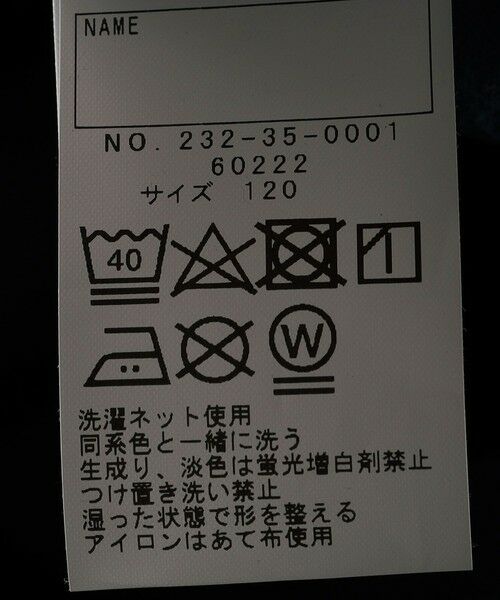 NAME
NO. 232-35-0001
60222
サイズ 120
40
W
洗濯ネット使用
同系色と一緒に洗う
生成り、淡色は蛍光増白剤禁止
つけ置き洗い禁止
湿った状態で形を整える
アイロンはあて布使用